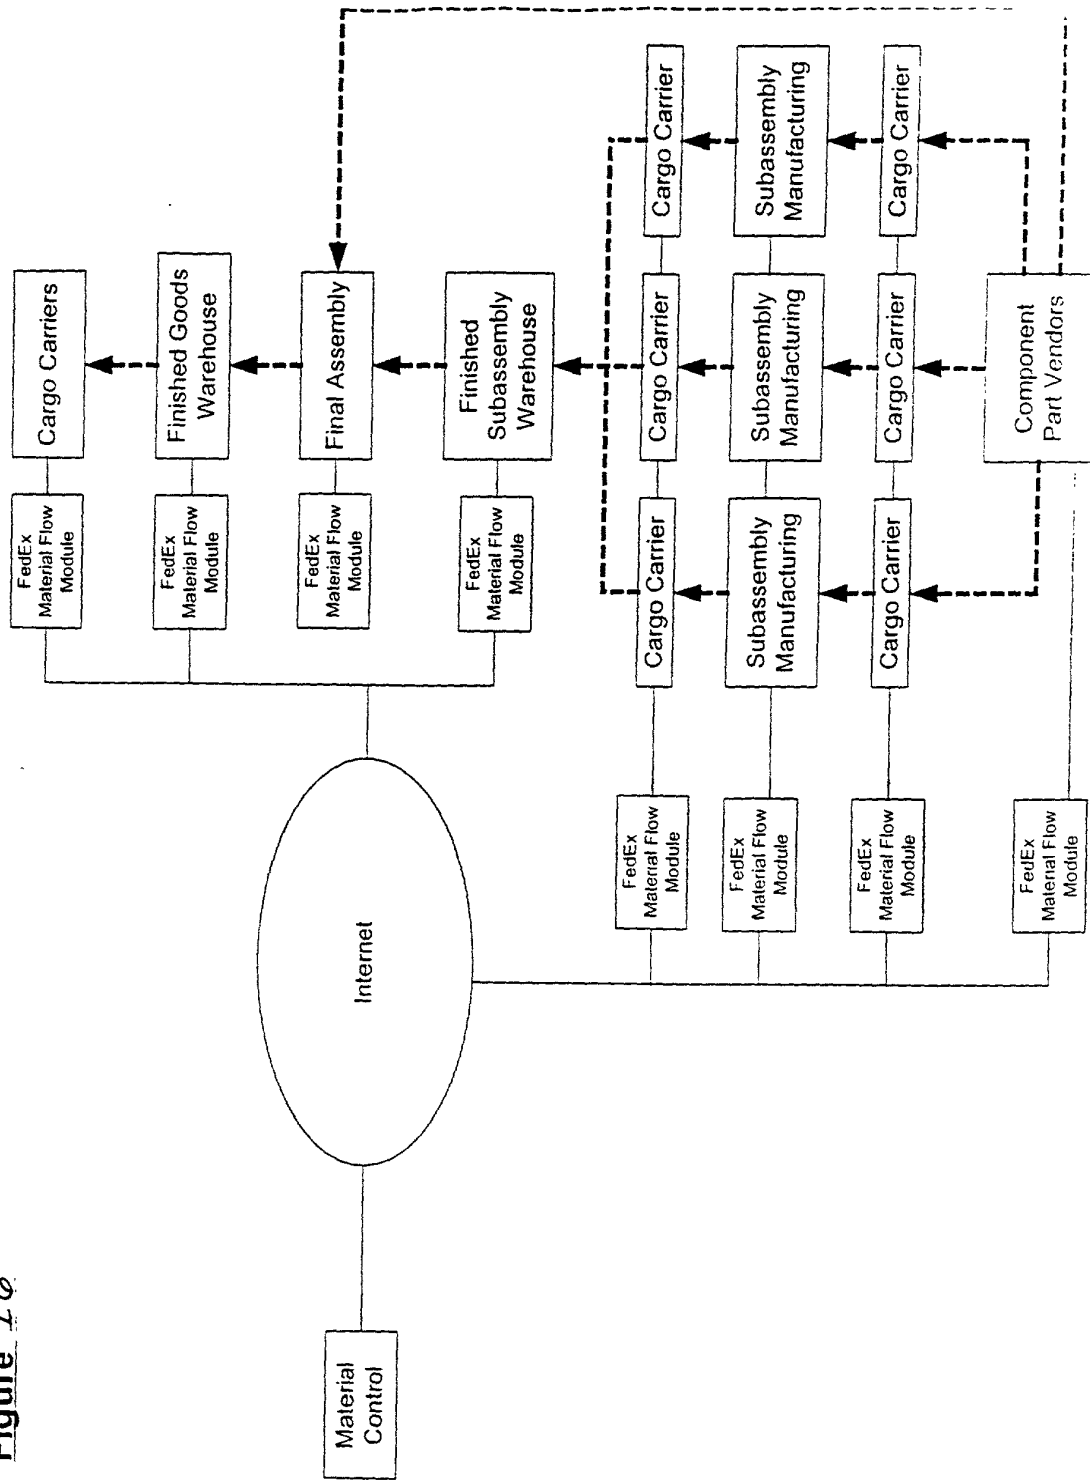 Figure
FedEx
Material Flow
Module
Cargo Carriers
FedEx
Material Flow
Module
Finished Goods
Warehouse
Material
Control
Internet
FedEx
Material Flow
Module
Final Assembly
FedEx
Material Flow
Module
Finished
Subassembly
Warehouse
FedEx
Material Flow
Module
Cargo Carrier
Cargo Carrier
Cargo Carrier
FedEx
Material Flow
Module
Subassembly
Manufacturing
Subassembly
Manufacturing
Subassembly
Manufacturing
FedEx
Material Flow
Module
Cargo Carrier
Cargo Carrier
Cargo Carrier
FedEx
Material Flow
Module
Component
Part Vendors